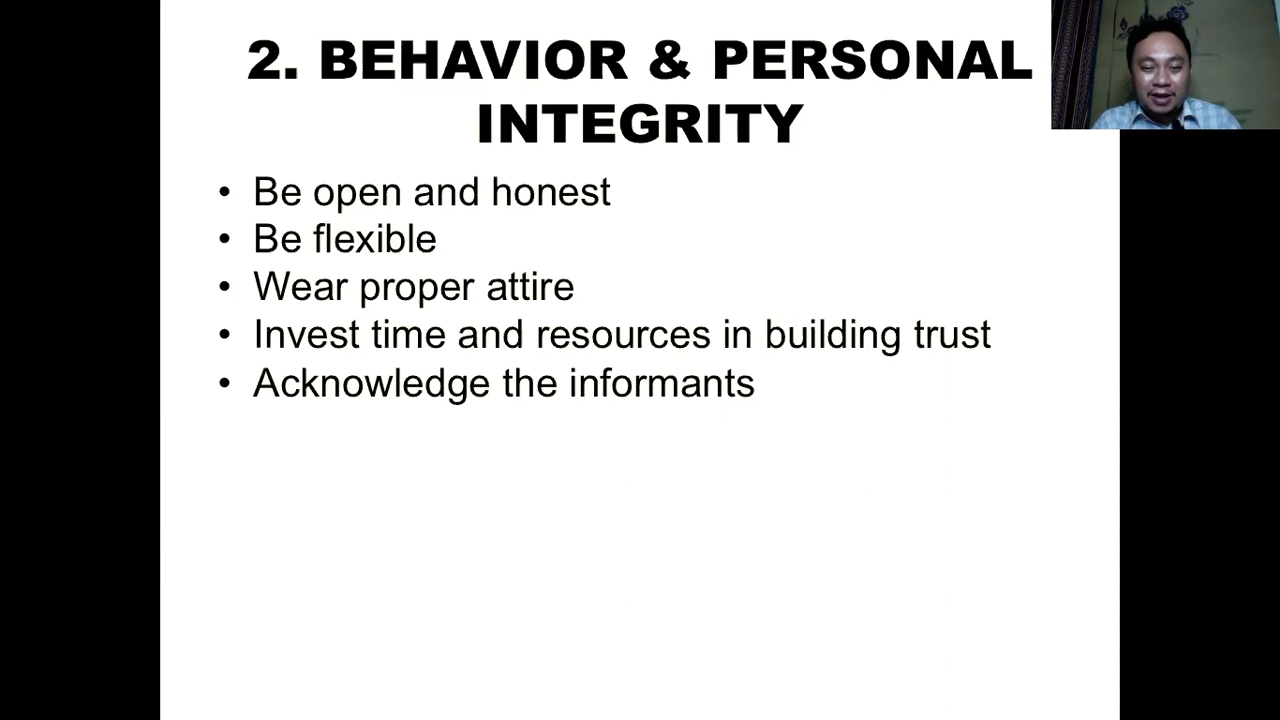 2. BEHAVIOR & PERSONAL
INTEGRITY
• Be open and honest
• Be flexible
• Wear proper attire
• Invest time and resources in building trust
• Acknowledge the informants